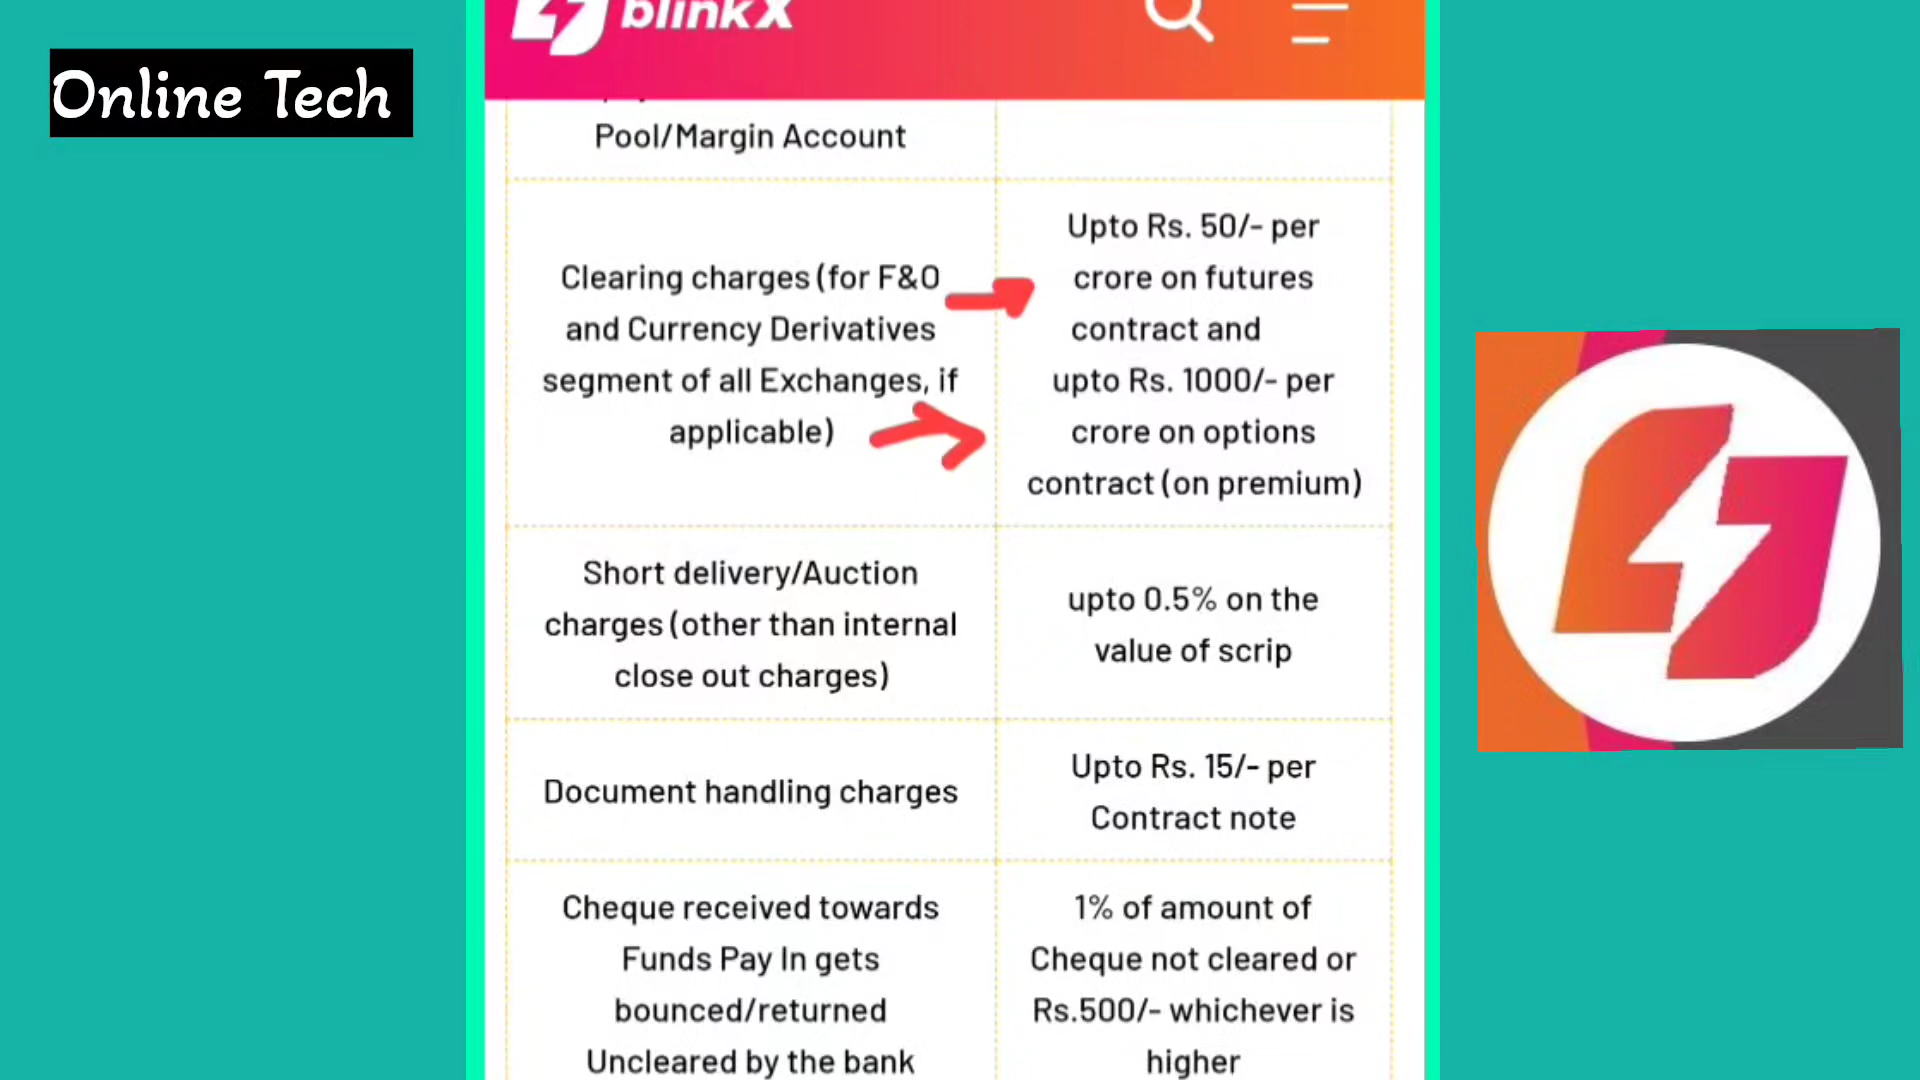 Online Tech
blinkX
Pool/Margin Account
Clearing charges (for F&O
and Currency Derivatives
segment of all Exchanges, if
applicable)
Upto Rs. 50/- per
crore on futures
contract and
upto Rs. 1000/- per
crore on options
contract (on premium)
Short delivery/Auction
charges (other than internal
close out charges)
upto 0.5% on the
value of scrip
Document handling charges
Upto Rs. 15/- per
Contract note
Cheque received towards
Funds Pay In gets
bounced/returned
Uncleared by the bank
1% of amount of
Cheque not cleared or
Rs.500/- whichever is
higher